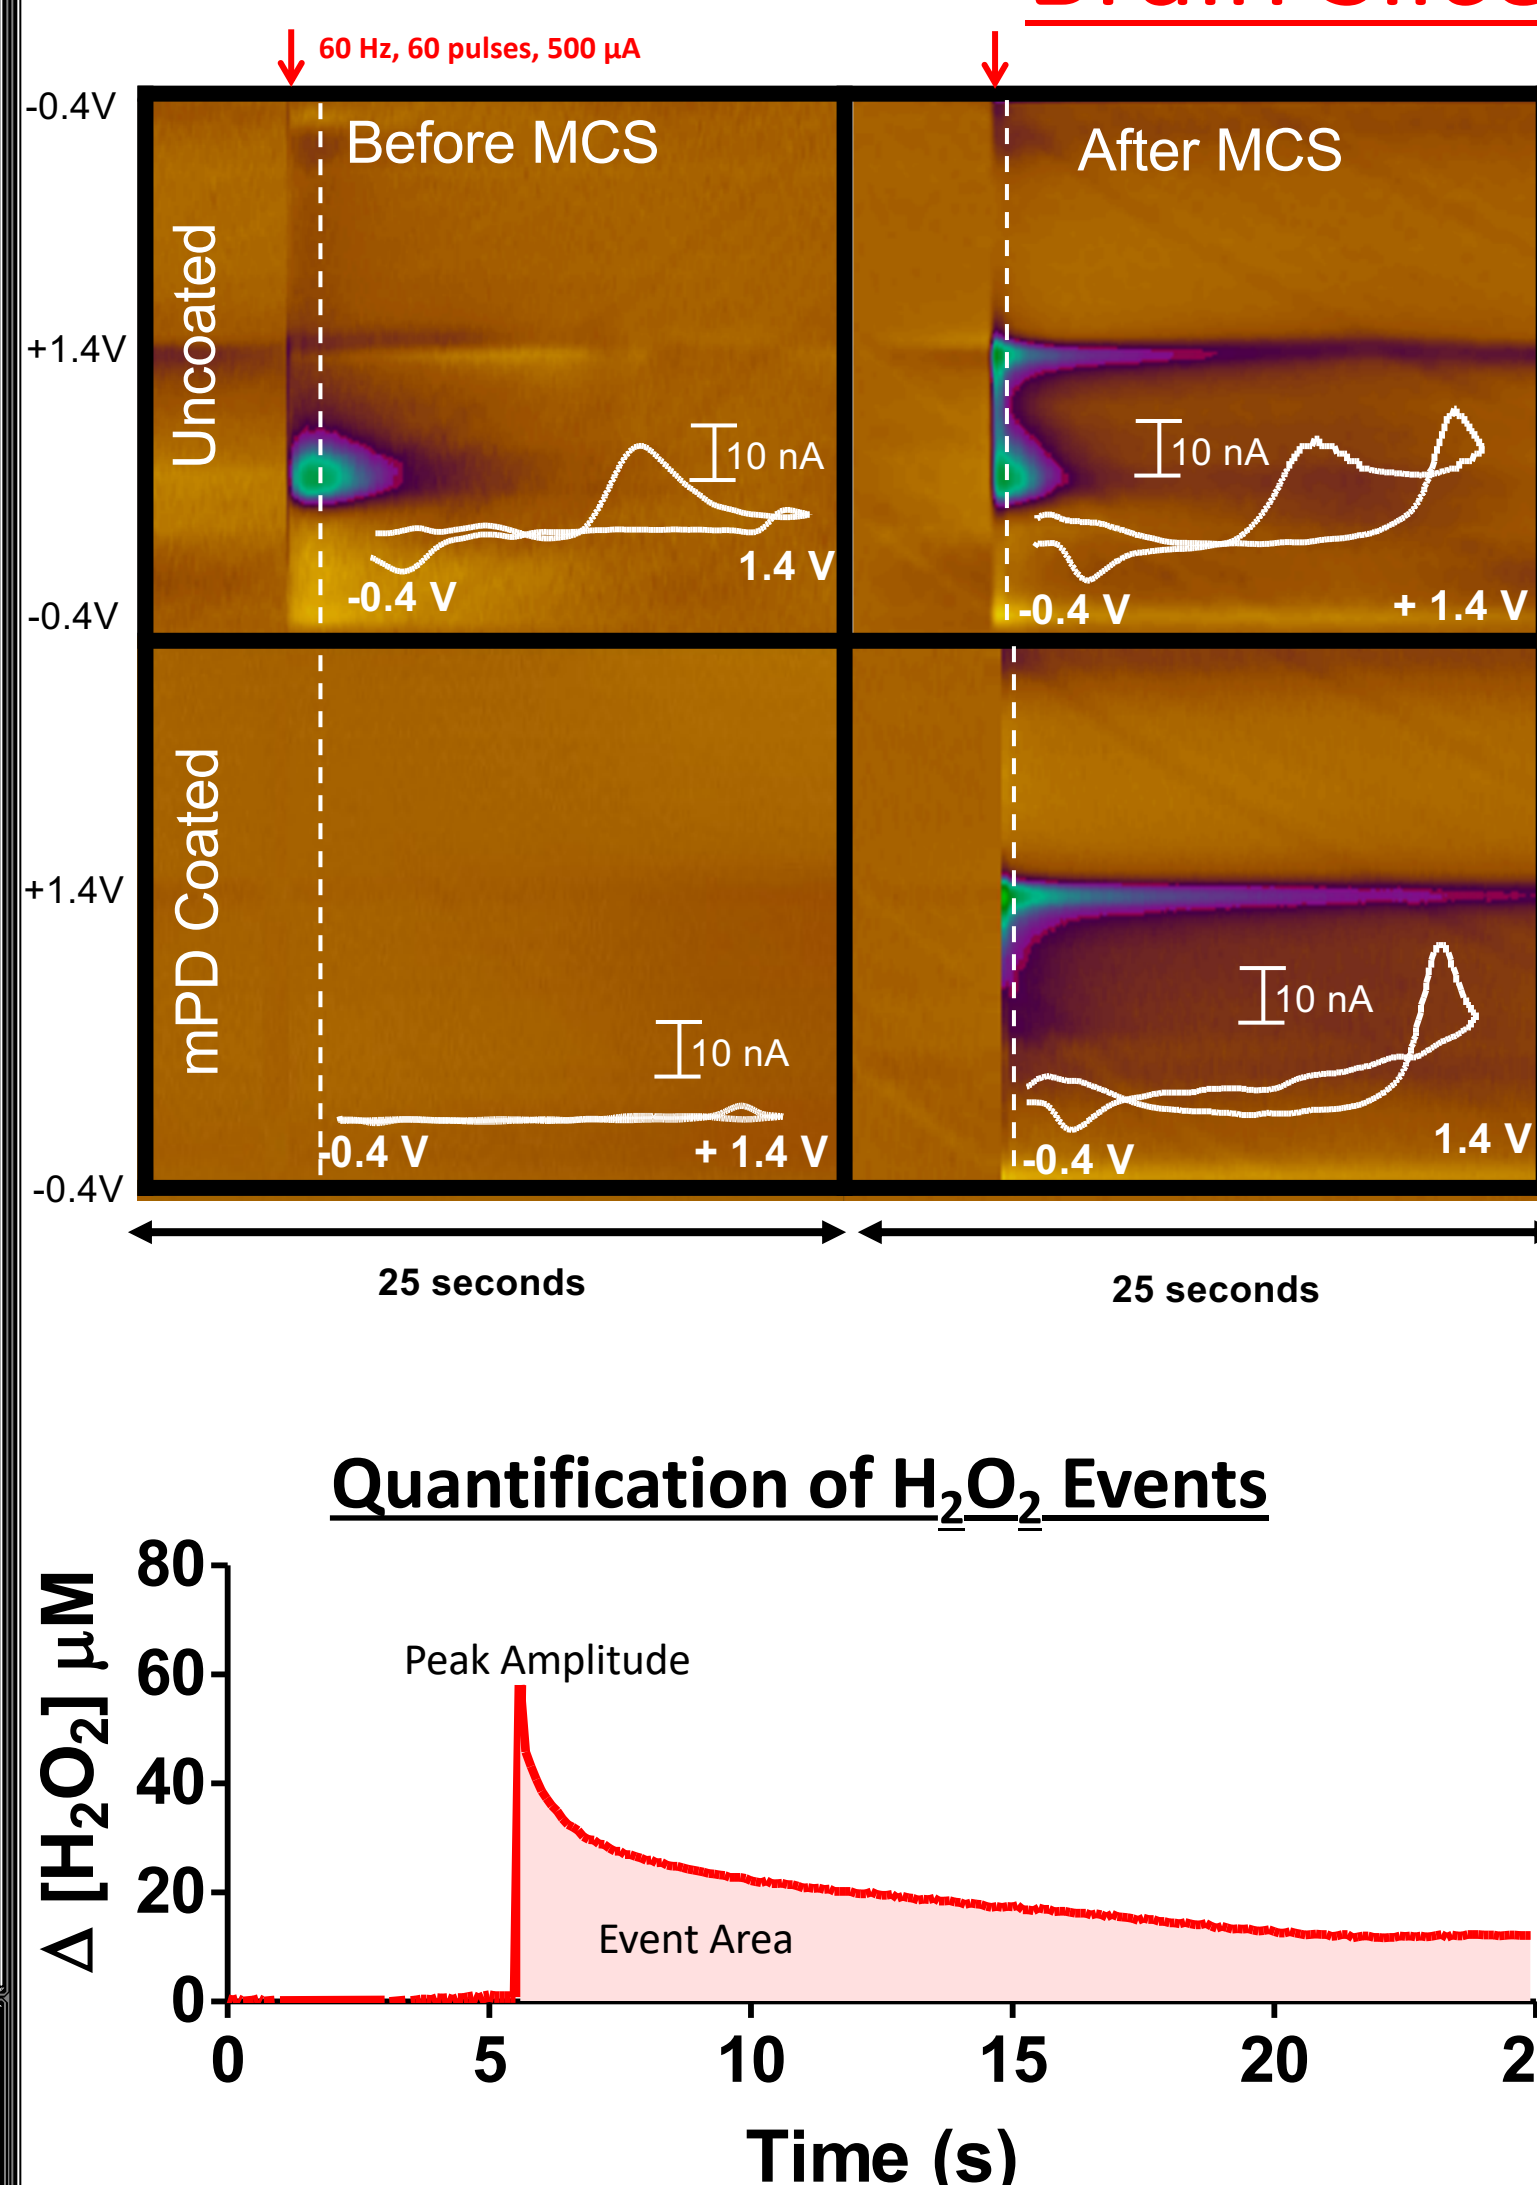 60 Hz, 60 pulses, 500 µA
-0.4V
Before MCS
After MCS
Uncoated
+1.4V
10 nA
10 nA
1.4 V
-0.4 V
-0.4 V
+ 1.4 V
-0.4V
mPD Coated
+1.4V
10 nA
10 nA
-0.4 V
+ 1.4 V
-0.4 V
1.4 V
-0.4V
25 seconds
25 seconds
Quantification of H₂O₂ Events
Δ [H₂O₂] µM
80
60
40
20
0
Peak Amplitude
Event Area
0
5
10
15
20
Time (s)